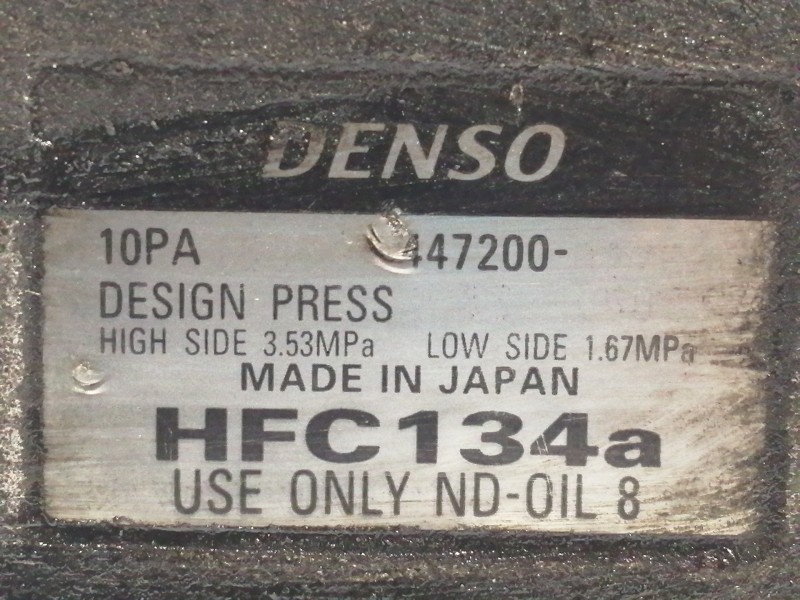 DENSO
10PA 447200-
DESIGN PRESS
HIGH SIDE 3.53MPa LOW SIDE 1.67MPa
MADE IN JAPAN
HFC134a
USE ONLY ND-OIL 8